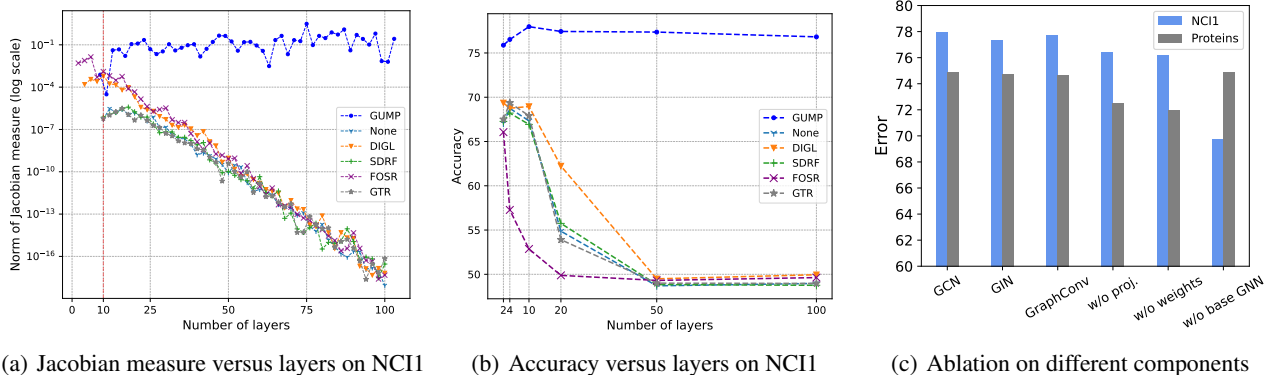 Norm of Jacobian measure (log scale)
10⁻¹
10⁻⁴
10⁻⁷
10⁻¹⁰
10⁻¹³
10⁻¹⁶
GUMP
None
DIGL
SDRF
FOSR
GTR
0 10 25 50 75 100
Number of layers
(a) Jacobian measure versus layers on NCI1
Accuracy
75
70
65
60
55
50
GUMP
None
DIGL
SDRF
FOSR
GTR
2 4 10 20 50 100
Number of layers
(b) Accuracy versus layers on NCI1
Error
80
78
76
74
72
70
68
66
64
62
60
NCI1
Proteins
GCN
GIN
GraphConv
w/o proj.
w/o weights
w/o base GNN
(c) Ablation on different components